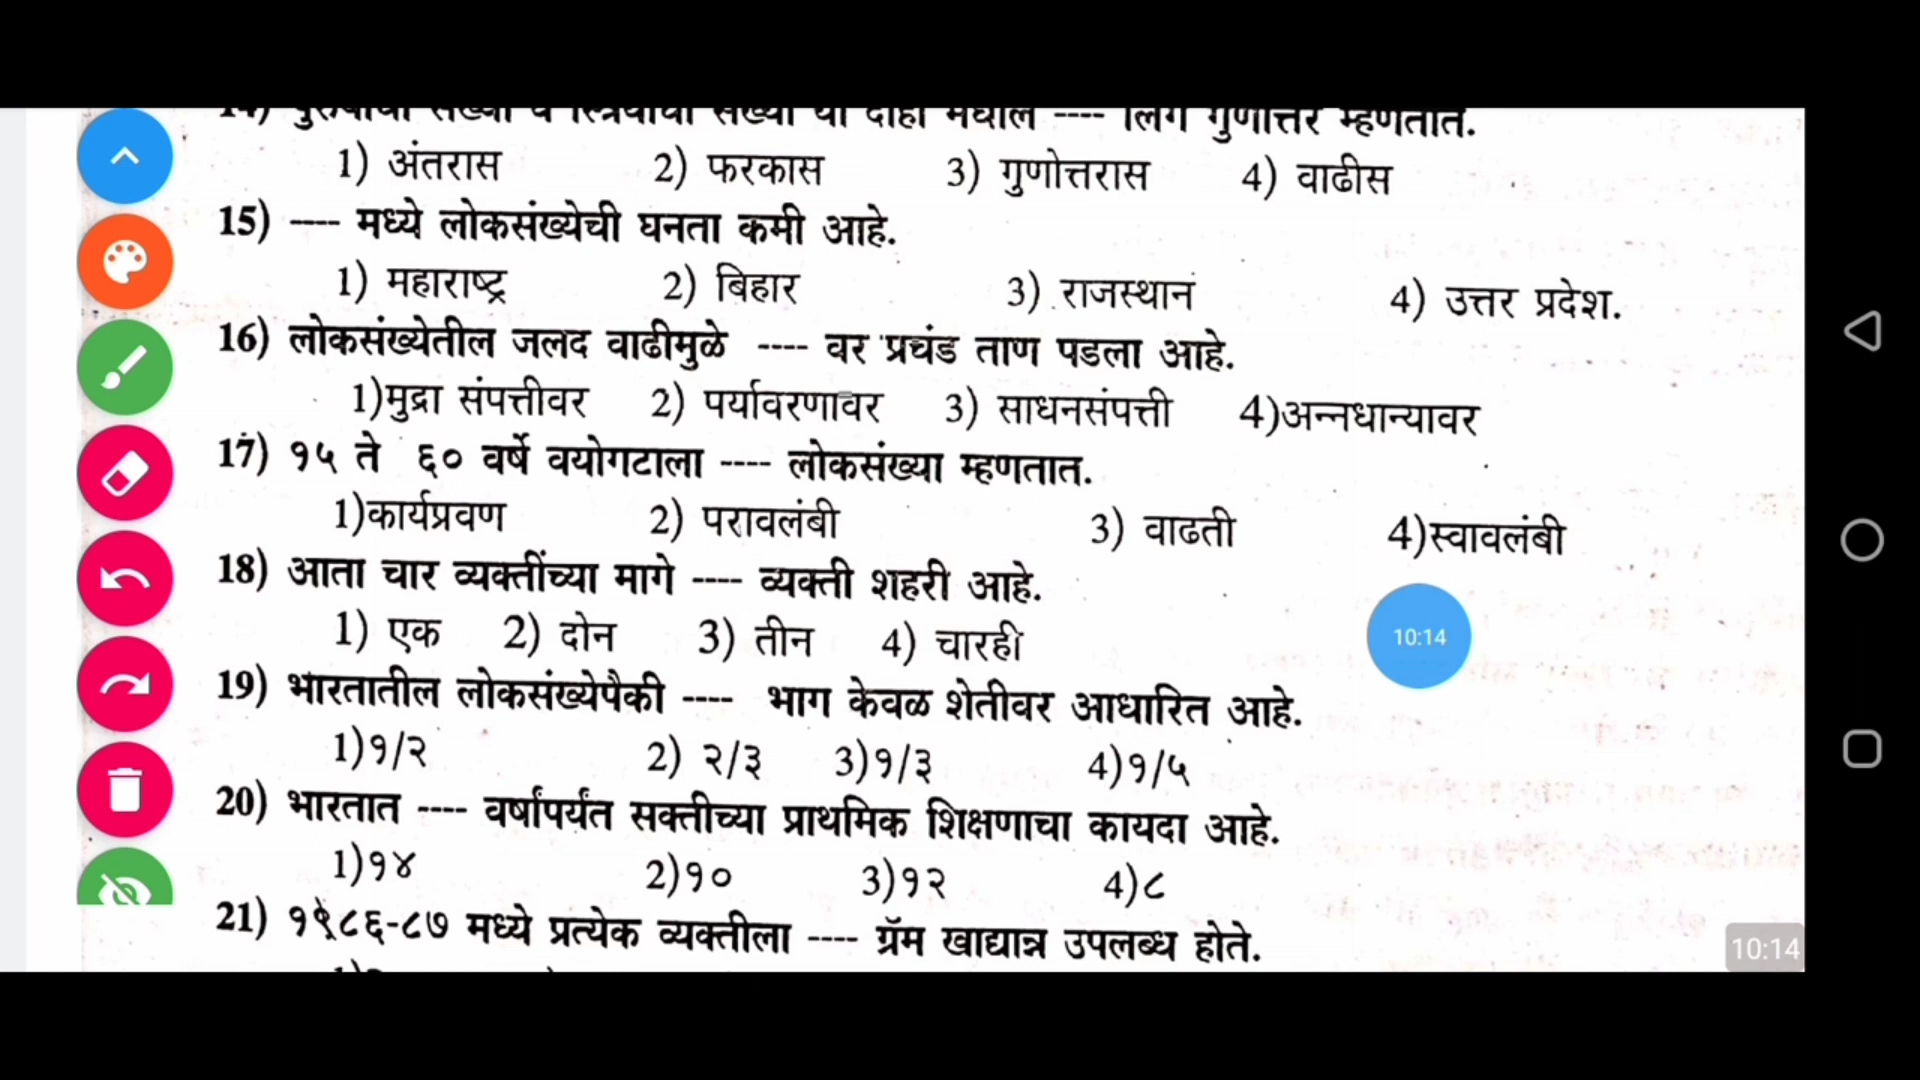 14) पुरुषांची संख्या व स्त्रियांची संख्या या दोहों मधील ---- लिंग गुणोत्तर म्हणतात.
1) अंतरास 2) फरकास 3) गुणोत्तरास 4) वाढीस
15) ---- मध्ये लोकसंख्येची घनता कमी आहे.
1) महाराष्ट्र 2) बिहार 3) राजस्थान 4) उत्तर प्रदेश.
16) लोकसंख्येतील जलद वाढीमुळे ---- वर प्रचंड ताण पडला आहे.
1)मुद्रा संपत्तीवर 2) पर्यावरणावर 3) साधनसंपत्ती 4)अन्नधान्यावर
17) १५ ते ६० वर्षे वयोगटाला ---- लोकसंख्या म्हणतात.
1)कार्यप्रवण 2) परावलंबी 3) वाढती 4)स्वावलंबी
18) आता चार व्यक्तींच्या मागे ---- व्यक्ती शहरी आहे.
1) एक 2) दोन 3) तीन 4) चारही
10:14
19) भारतातील लोकसंख्येपैकी ---- भाग केवळ शेतीवर आधारित आहे.
1)१/२ 2) २/३ 3)१/३ 4)१/५
20) भारतात ---- वर्षांपर्यंत सक्तीच्या प्राथमिक शिक्षणाचा कायदा आहे.
1)१४ 2)१० 3)१२ 4)८
21) १९८६-८७ मध्ये प्रत्येक व्यक्तीला ---- ग्रॅम खाद्यान्न उपलब्ध होते.
10:14